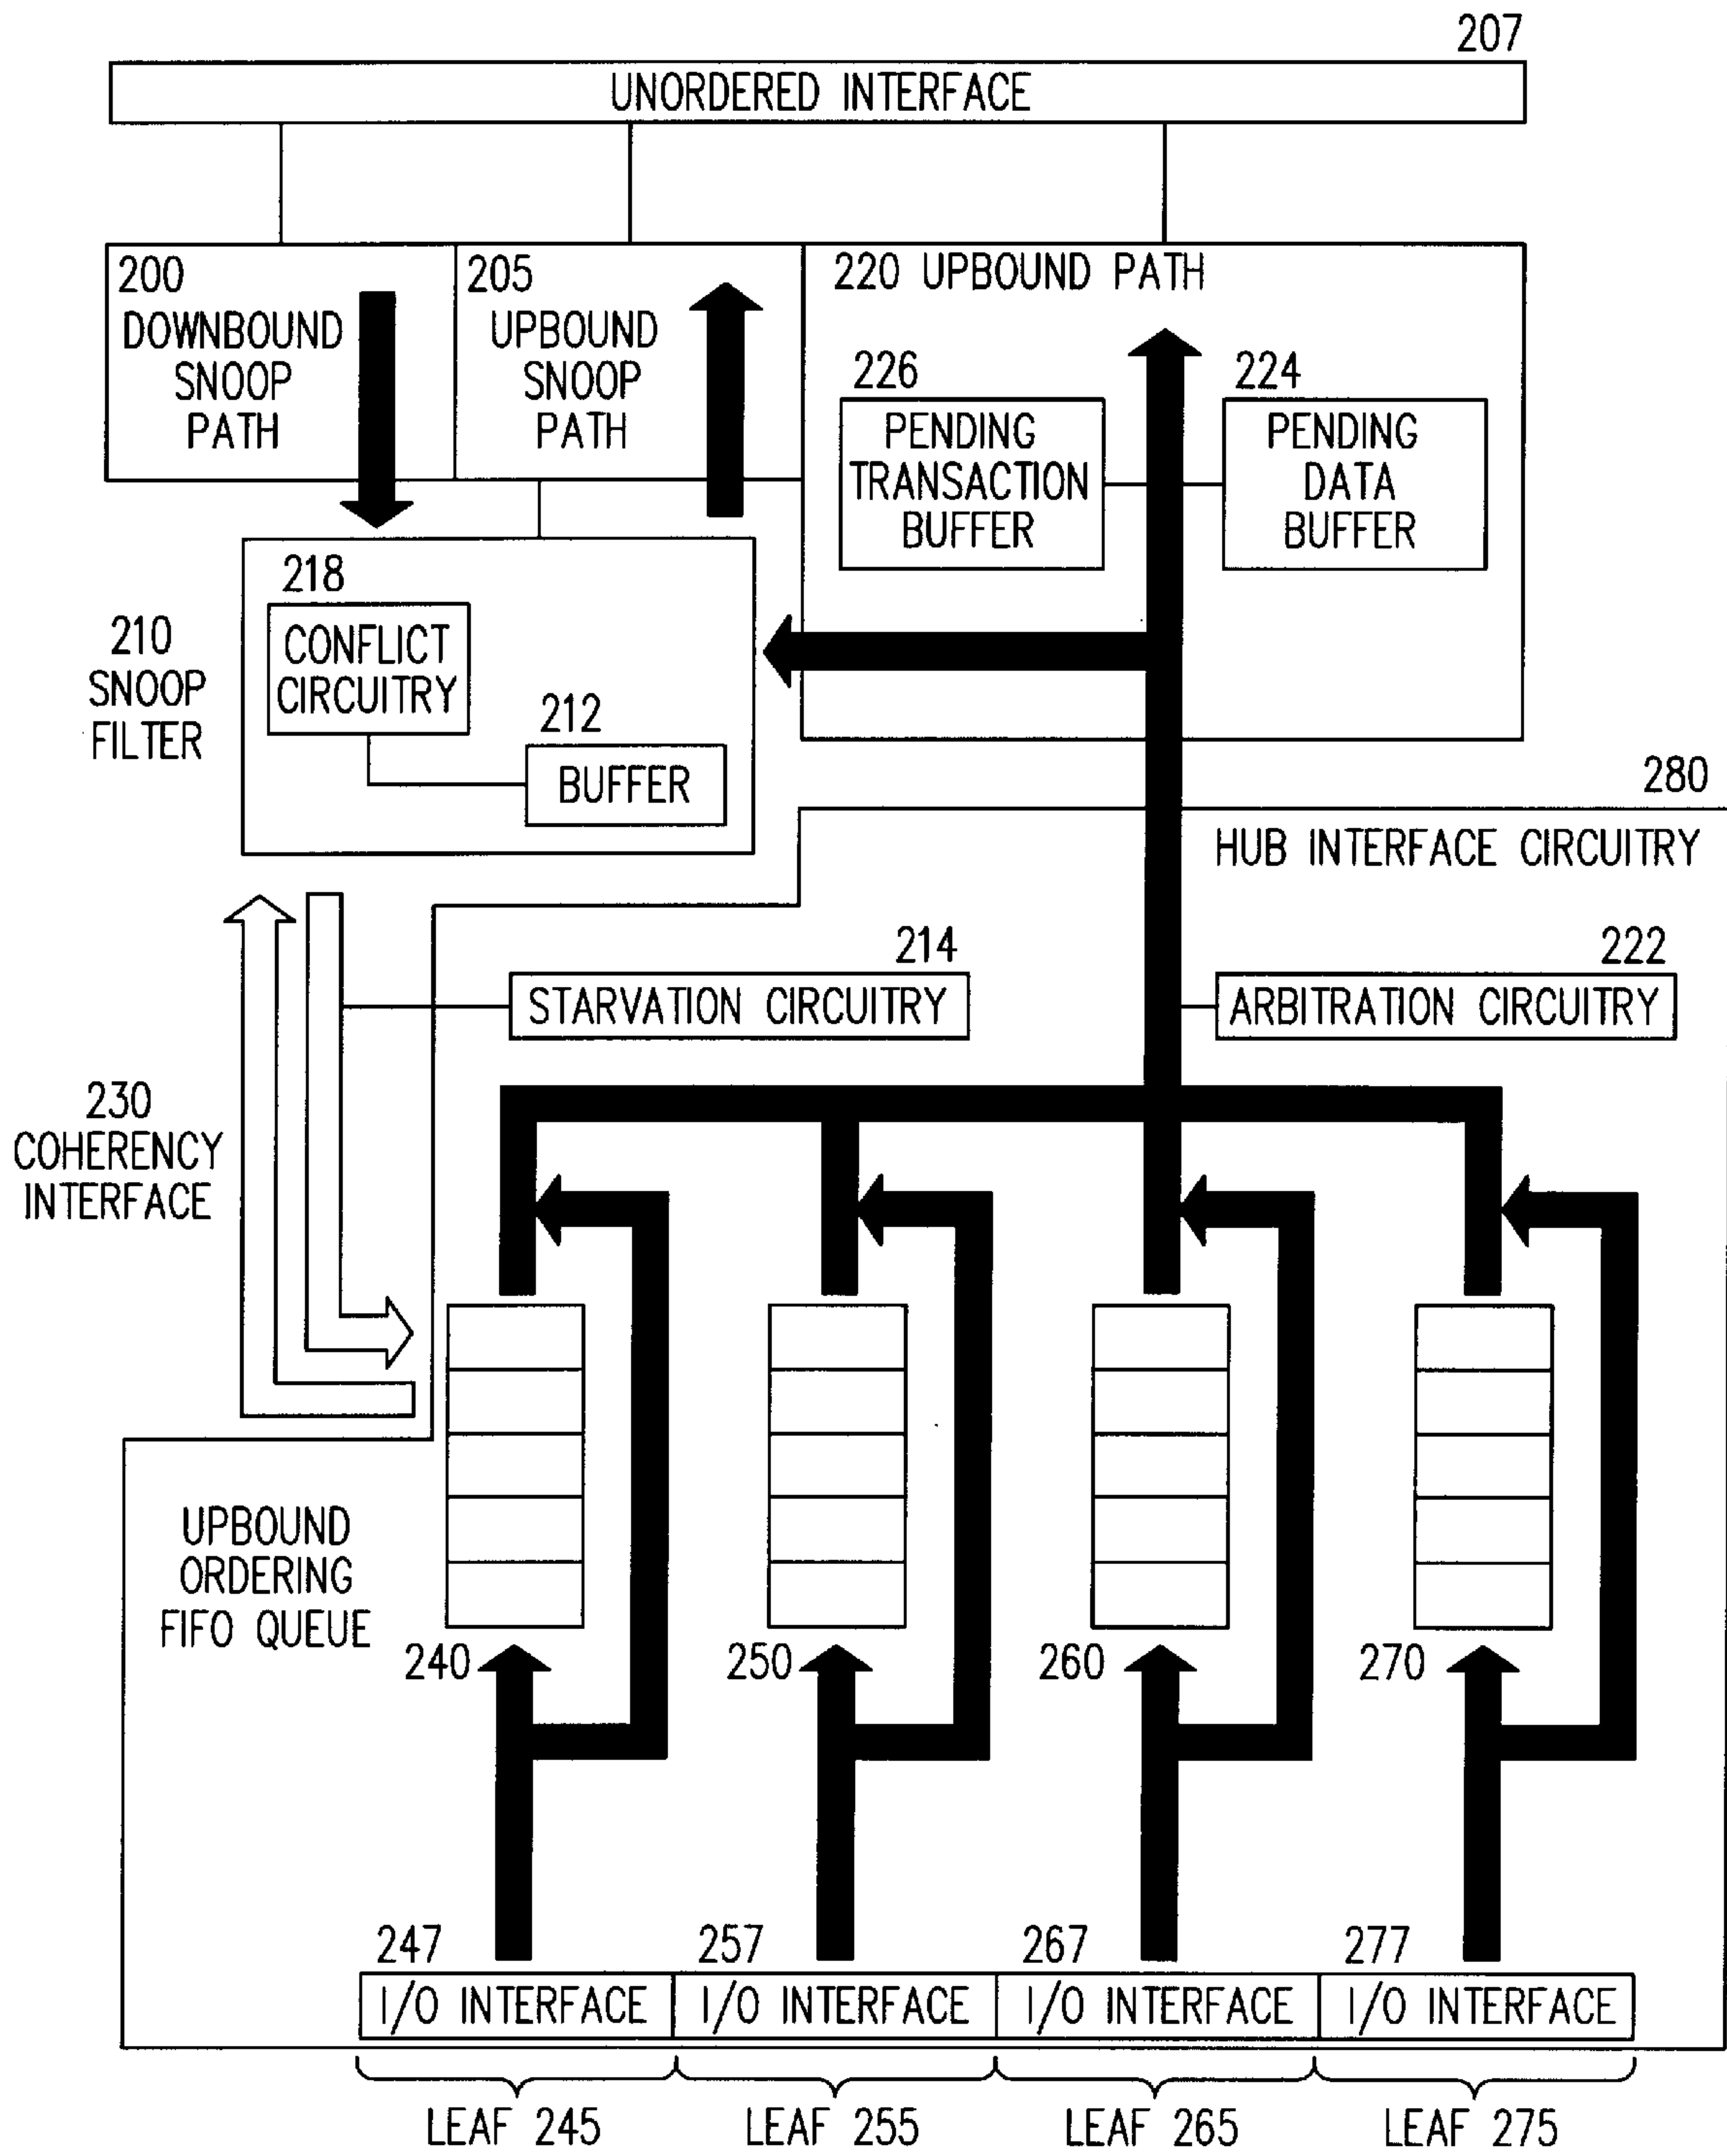 207
UNORDERED INTERFACE
200
DOWNBOUND
SNOOP
PATH
205
UPBOUND
SNOOP
PATH
220 UPBOUND PATH
226
PENDING
TRANSACTION
BUFFER
224
PENDING
DATA
BUFFER
210
SNOOP
FILTER
218
CONFLICT
CIRCUITRY
212
BUFFER
280
HUB INTERFACE CIRCUITRY
214
STARVATION CIRCUITRY
222
ARBITRATION CIRCUITRY
230
COHERENCY
INTERFACE
UPBOUND
ORDERING
FIFO QUEUE
240
250
260
270
247
I/O INTERFACE
257
I/O INTERFACE
267
I/O INTERFACE
277
I/O INTERFACE
LEAF 245
LEAF 255
LEAF 265
LEAF 275